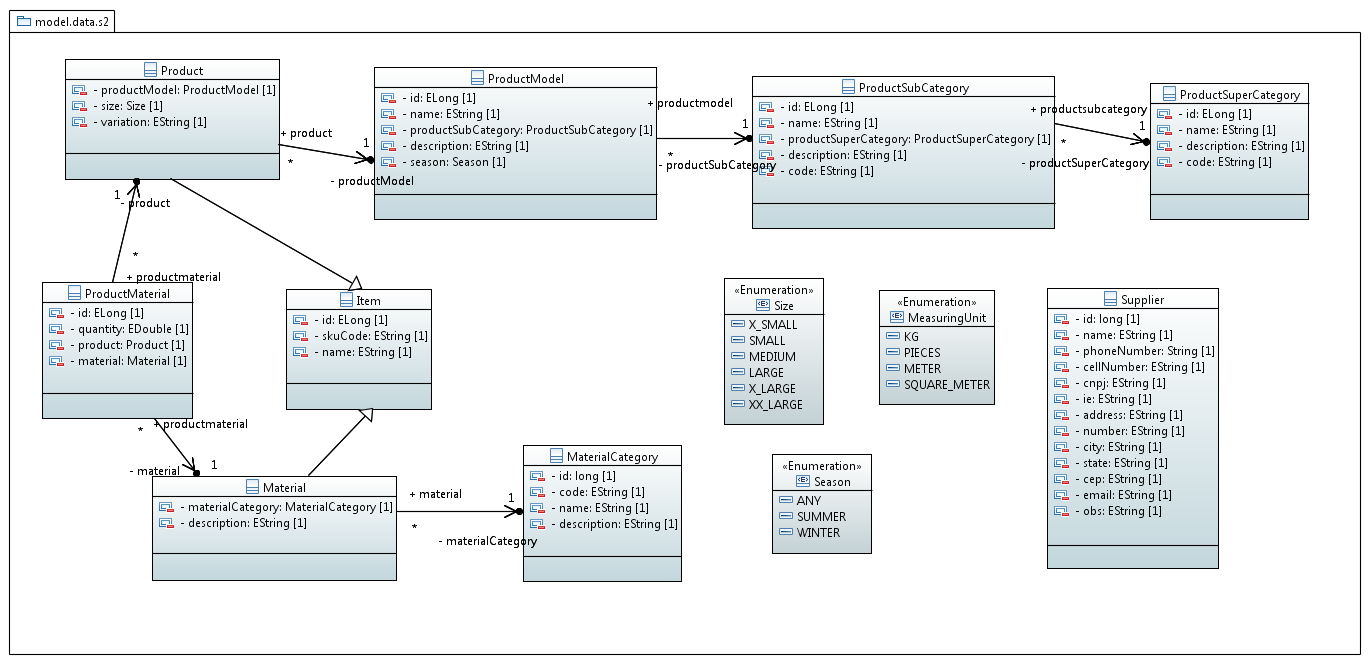 model.data.s2
Product
- productModel: ProductModel [1]
- size: Size [1]
- variation: EString [1]
+ product
*
1
- productModel
ProductModel
- id: ELong [1]
- name: EString [1]
- productSubCategory: ProductSubCategory [1]
- description: EString [1]
- season: Season [1]
+ productmodel
*
1
- productSubCategory
ProductSubCategory
- id: ELong [1]
- name: EString [1]
- productSuperCategory: ProductSuperCategory [1]
- description: EString [1]
- code: EString [1]
+ productsubcategory
*
1
- productSuperCategory
ProductSuperCategory
- id: ELong [1]
- name: EString [1]
- description: EString [1]
- code: EString [1]
1
- product
*
+ productmaterial
ProductMaterial
- id: ELong [1]
- quantity: EDouble [1]
- product: Product [1]
- material: Material [1]
Item
- id: ELong [1]
- skuCode: EString [1]
- name: EString [1]
«Enumeration»
Size
X_SMALL
SMALL
MEDIUM
LARGE
X_LARGE
XX_LARGE
«Enumeration»
MeasuringUnit
KG
PIECES
METER
SQUARE_METER
Supplier
- id: long [1]
- name: EString [1]
- phoneNumber: String [1]
- cellNumber: EString [1]
- cnpj: EString [1]
- ie: EString [1]
- address: EString [1]
- number: EString [1]
- city: EString [1]
- state: EString [1]
- cep: EString [1]
- email: EString [1]
- obs: EString [1]
+ productmaterial
*
- material
1
Material
- materialCategory: MaterialCategory [1]
- description: EString [1]
+ material
*
1
- materialCategory
MaterialCategory
- id: long [1]
- code: EString [1]
- name: EString [1]
- description: EString [1]
«Enumeration»
Season
ANY
SUMMER
WINTER